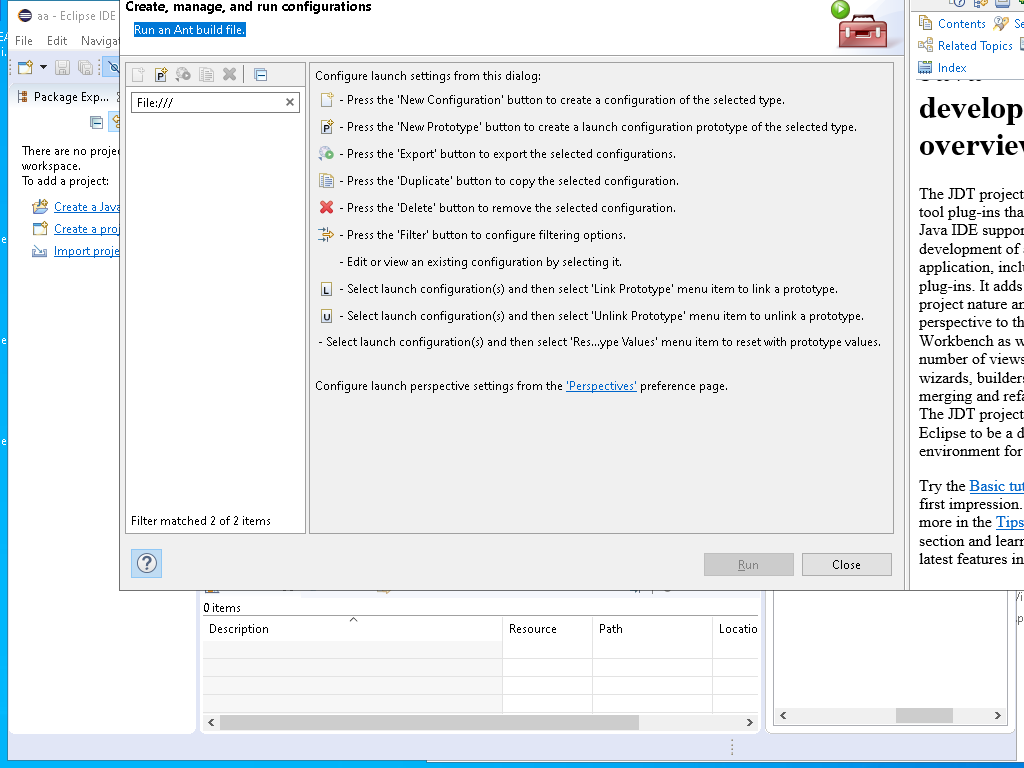 aa - Eclipse IDE
File Edit Navigat
Package Exp...
There are no proje
workspace.
To add a project:
Create a Java
Create a proj
Import proje
Create, manage, and run configurations
Run an Ant build file.
File:///
Filter matched 2 of 2 items
Configure launch settings from this dialog:
- Press the 'New Configuration' button to create a configuration of the selected type.
- Press the 'New Prototype' button to create a launch configuration prototype of the selected type.
- Press the 'Export' button to export the selected configurations.
- Press the 'Duplicate' button to copy the selected configuration.
- Press the 'Delete' button to remove the selected configuration.
- Press the 'Filter' button to configure filtering options.
- Edit or view an existing configuration by selecting it.
- Select launch configuration(s) and then select 'Link Prototype' menu item to link a prototype.
- Select launch configuration(s) and then select 'Unlink Prototype' menu item to unlink a prototype.
- Select launch configuration(s) and then select 'Res...ype Values' menu item to reset with prototype values.
Configure launch perspective settings from the 'Perspectives' preference page.
Run Close
Contents Se
Related Topics
Index
develop
overview
The JDT project
tool plug-ins tha
Java IDE suppor
development of a
application, inclu
plug-ins. It adds
project nature an
perspective to th
Workbench as w
number of views
wizards, builders
merging and refa
The JDT project
Eclipse to be a d
environment for
Try the Basic tut
first impression.
more in the Tips
section and learn
latest features in
0 items
Description Resource Path Locatio